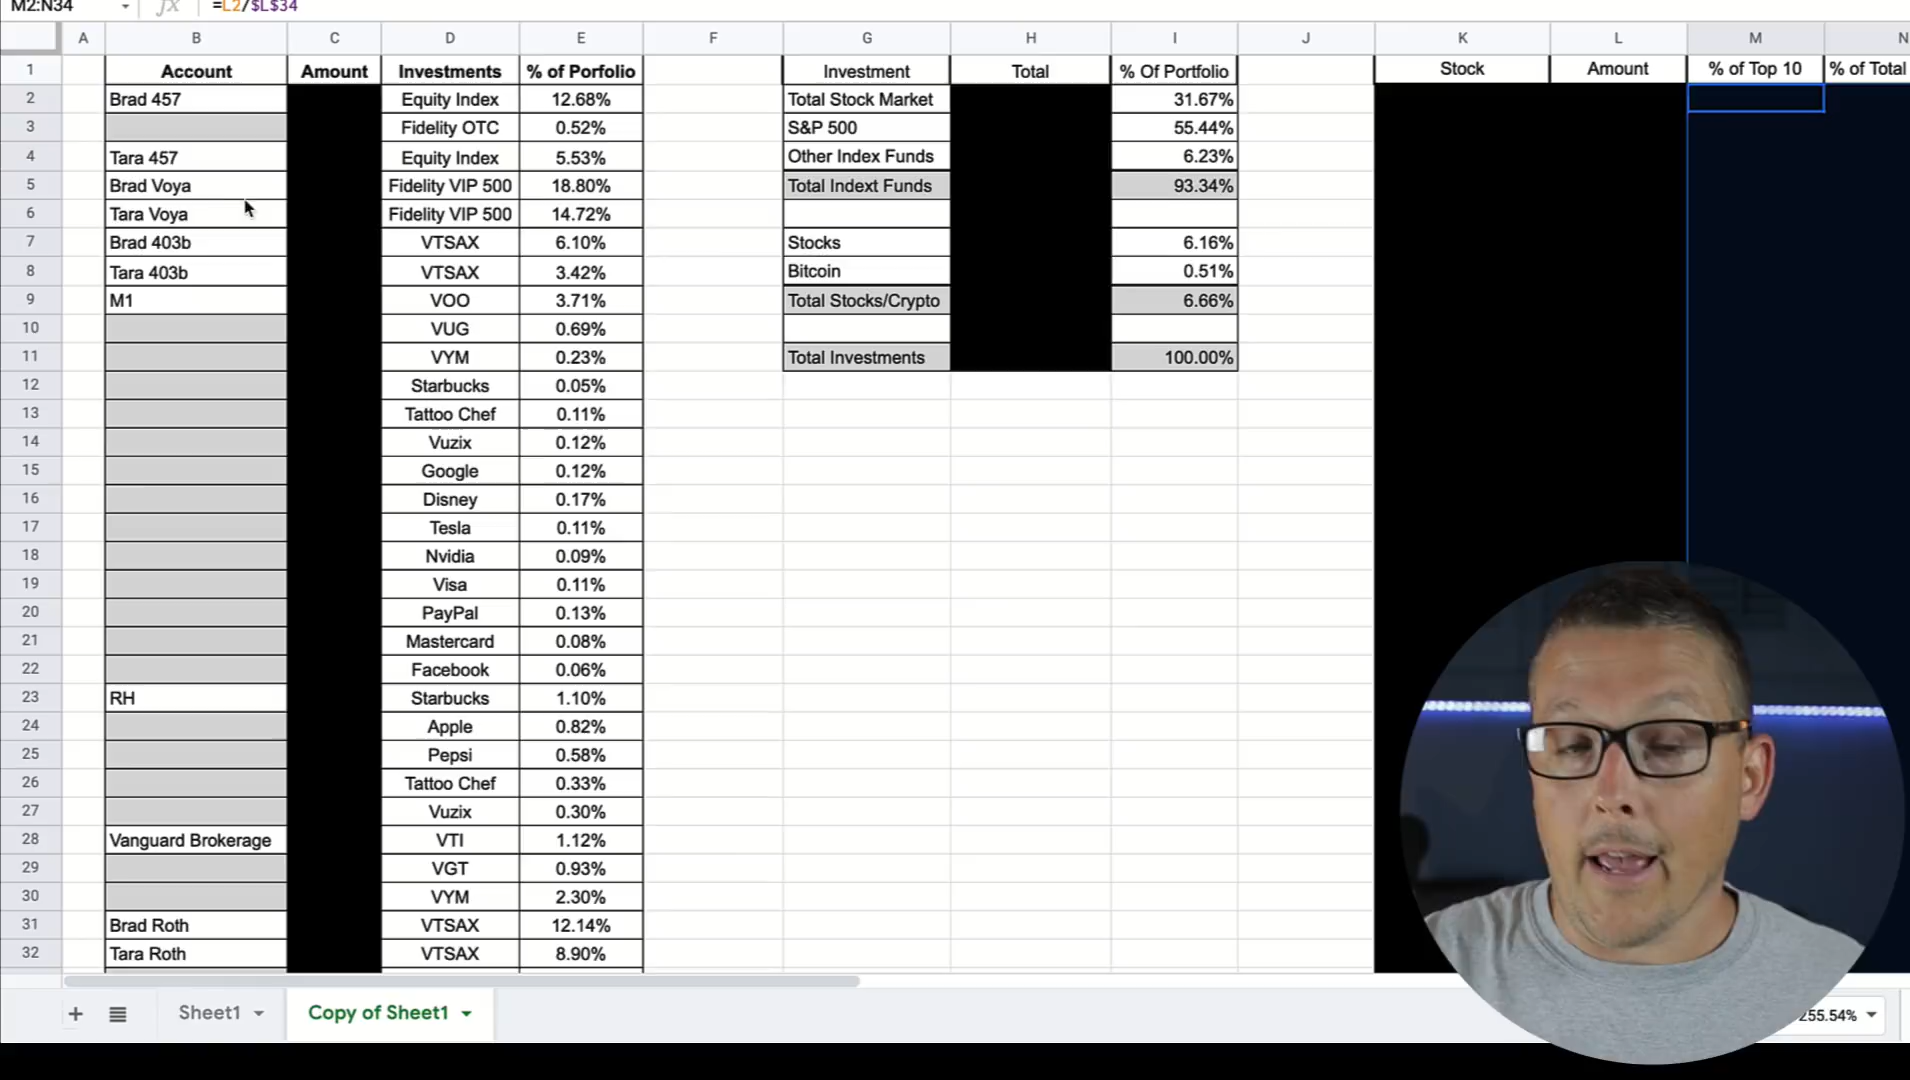 M2:N34 fx =L2/$L$34
A B C D E F G H I J K L M N
1 Account Amount Investments % of Porfolio Investment Total % Of Portfolio Stock Amount % of Top 10 % of Total
2 Brad 457 Equity Index 12.68% Total Stock Market 31.67%
3 Fidelity OTC 0.52% S&P 500 55.44%
4 Tara 457 Equity Index 5.53% Other Index Funds 6.23%
5 Brad Voya Fidelity VIP 500 18.80% Total Indext Funds 93.34%
6 Tara Voya Fidelity VIP 500 14.72%
7 Brad 403b VTSAX 6.10% Stocks 6.16%
8 Tara 403b VTSAX 3.42% Bitcoin 0.51%
9 M1 VOO 3.71% Total Stocks/Crypto 6.66%
10 VUG 0.69%
11 VYM 0.23% Total Investments 100.00%
12 Starbucks 0.05%
13 Tattoo Chef 0.11%
14 Vuzix 0.12%
15 Google 0.12%
16 Disney 0.17%
17 Tesla 0.11%
18 Nvidia 0.09%
19 Visa 0.11%
20 PayPal 0.13%
21 Mastercard 0.08%
22 Facebook 0.06%
23 RH Starbucks 1.10%
24 Apple 0.82%
25 Pepsi 0.58%
26 Tattoo Chef 0.33%
27 Vuzix 0.30%
28 Vanguard Brokerage VTI 1.12%
29 VGT 0.93%
30 VYM 2.30%
31 Brad Roth VTSAX 12.14%
32 Tara Roth VTSAX 8.90%
+ Sheet1 Copy of Sheet1 255.54%